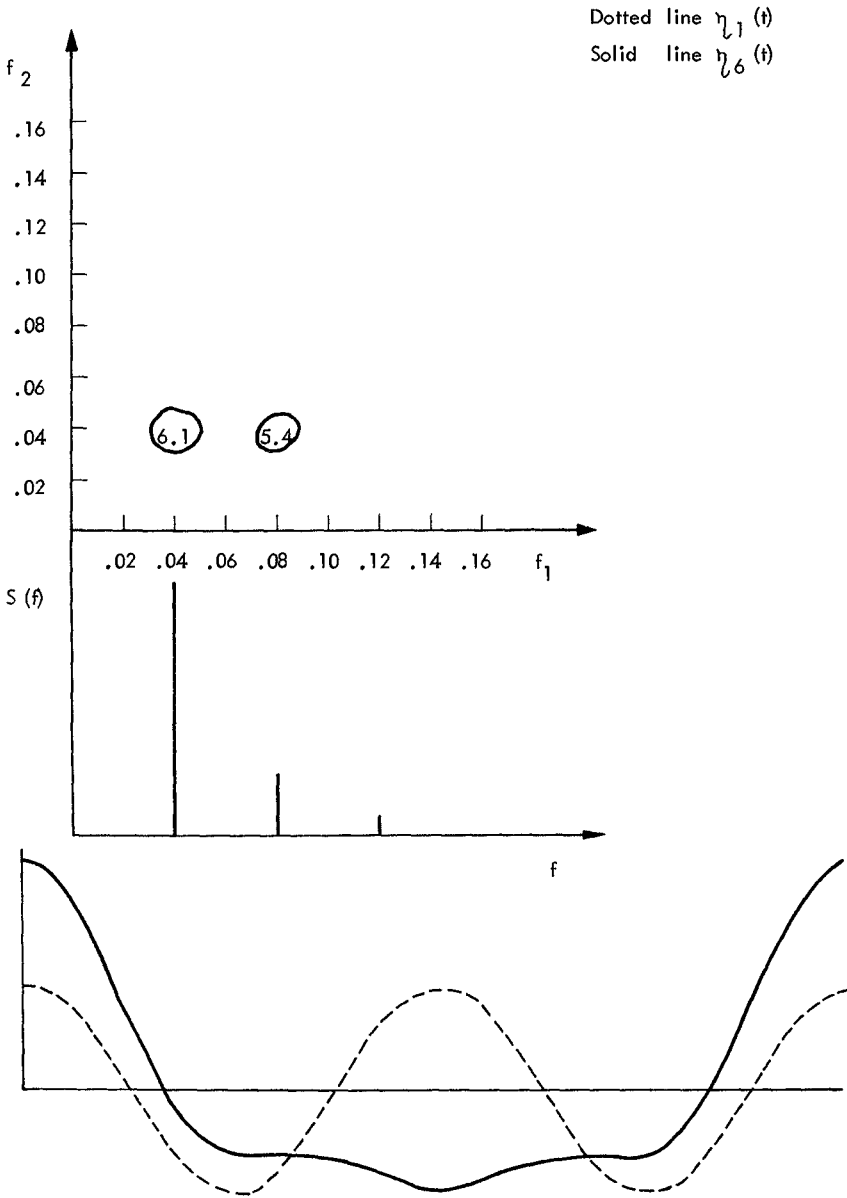 Dotted line η₁ (t)
Solid line η₆ (t)
f₂
.16
.14
.12
.10
.08
.06
.04
.02
6.1 5.4
.02 .04 .06 .08 .10 .12 .14 .16 f₁
S (f)
f